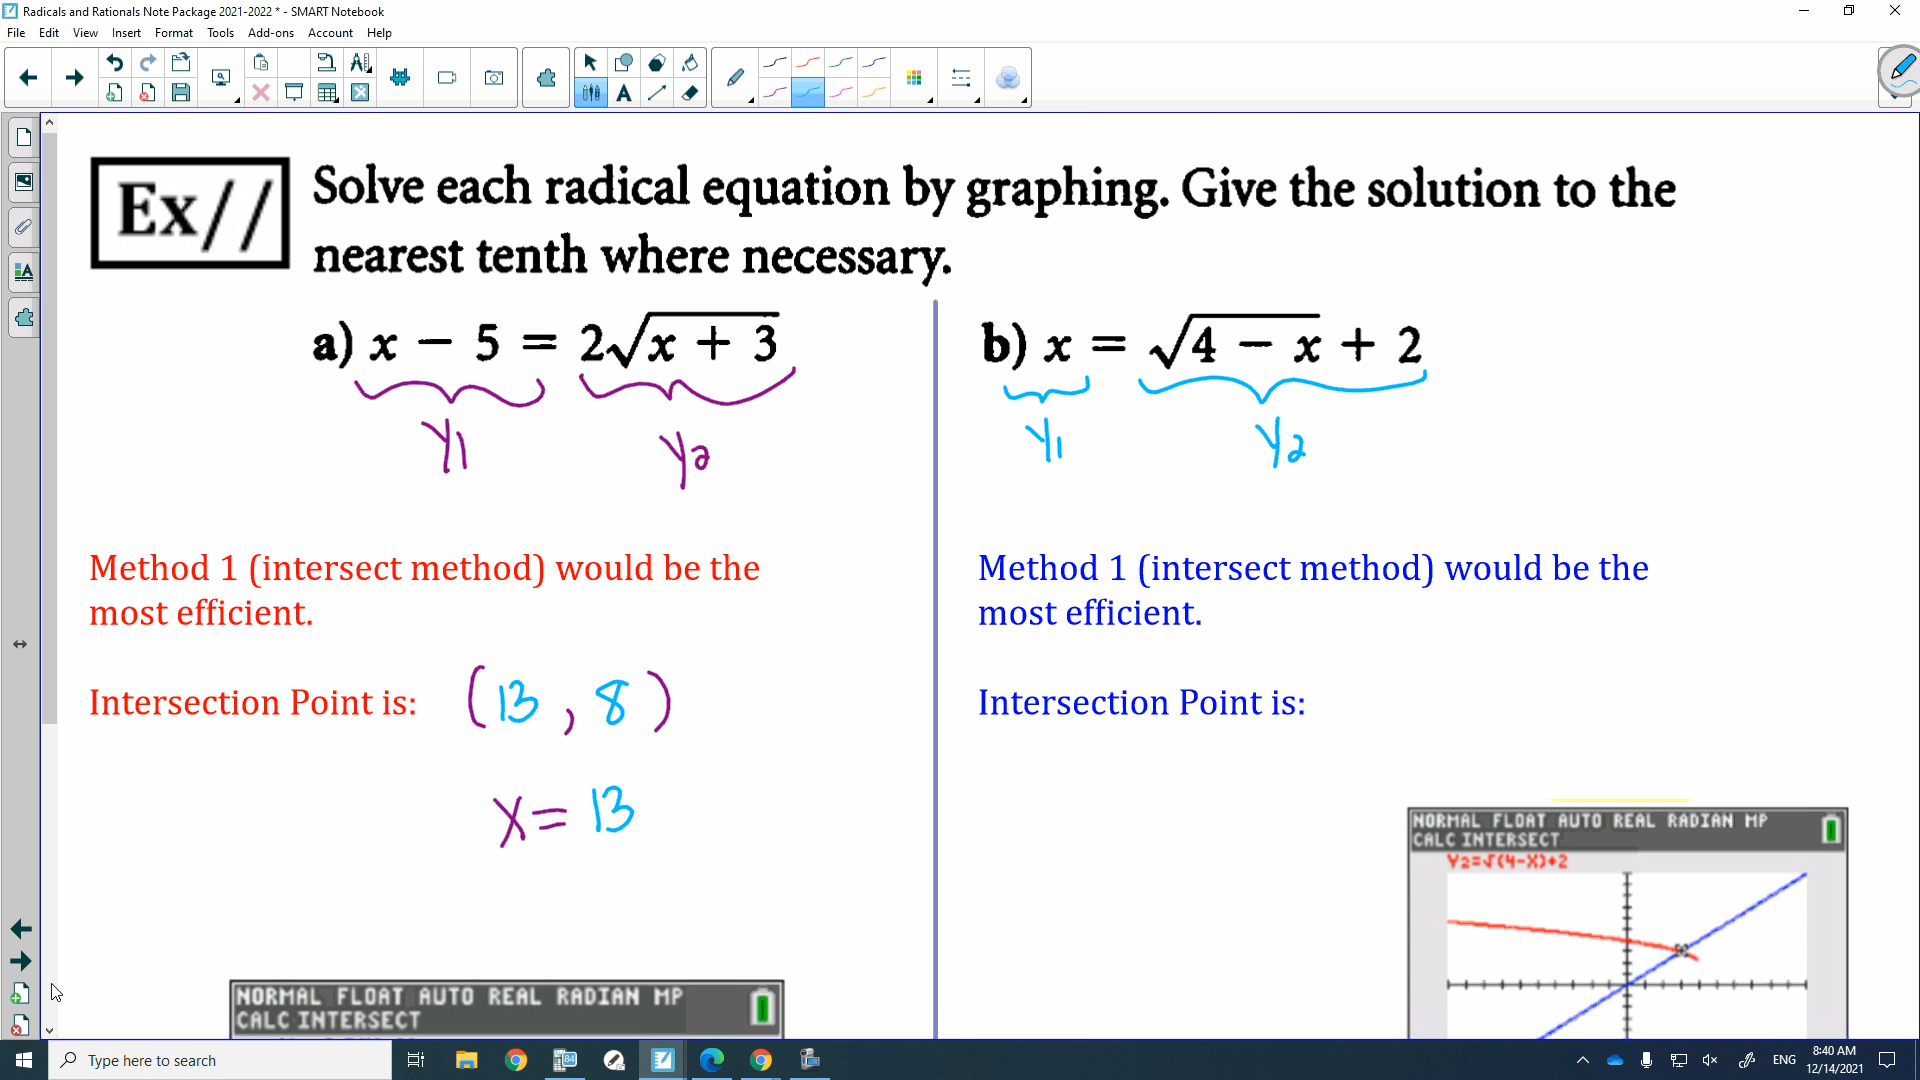 Radicals and Rationals Note Package 2021-2022 * - SMART Notebook
File Edit View Insert Format Tools Add-ons Account Help
Ex// Solve each radical equation by graphing. Give the solution to the
nearest tenth where necessary.
a) x − 5 = 2√x + 3
Y1 Y2
Method 1 (intersect method) would be the
most efficient.
Intersection Point is: (13, 8)
x = 13
NORMAL FLOAT AUTO REAL RADIAN MP
CALC INTERSECT
b) x = √4 − x + 2
Y1 Y2
Method 1 (intersect method) would be the
most efficient.
Intersection Point is:
NORMAL FLOAT AUTO REAL RADIAN MP
CALC INTERSECT
Y2=√(4-X)+2
Type here to search
84
ENG
8:40 AM
12/14/2021